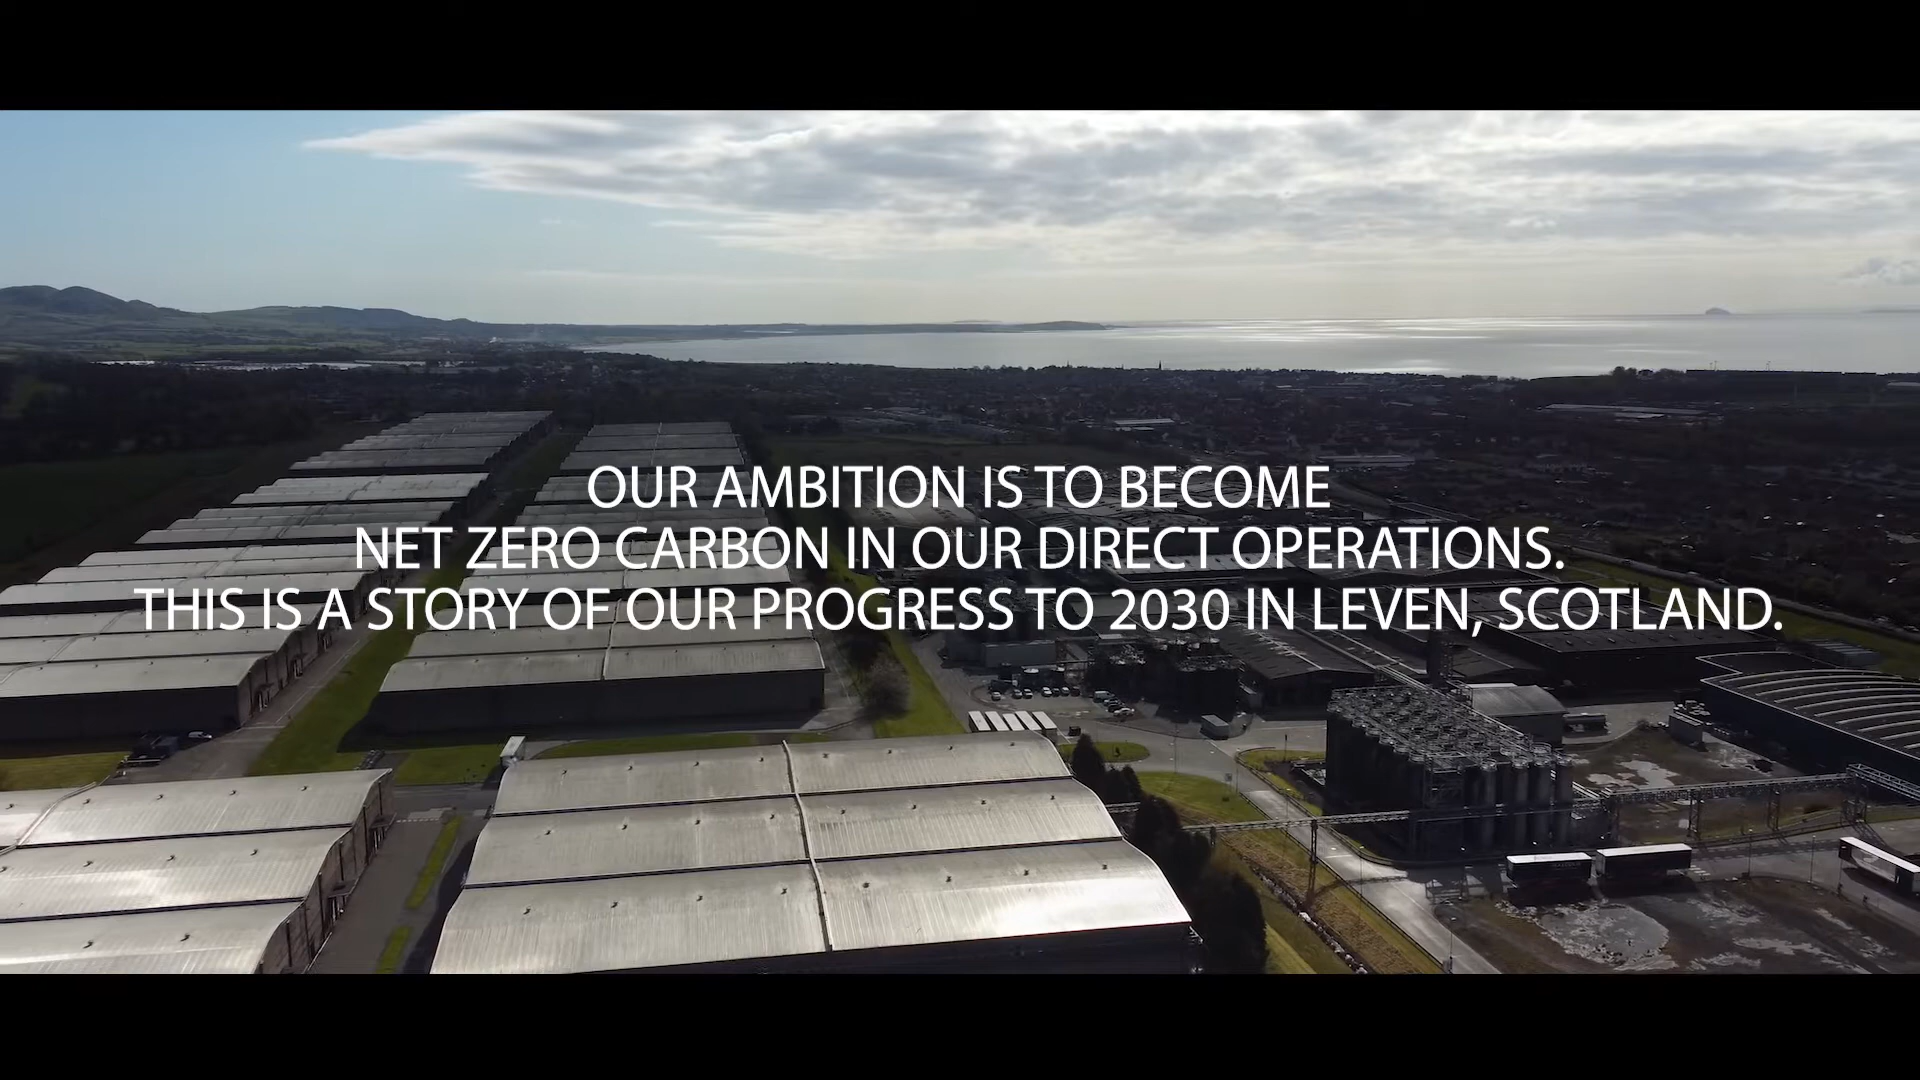 OUR AMBITION IS TO BECOME
NET ZERO CARBON IN OUR DIRECT OPERATIONS.
THIS IS A STORY OF OUR PROGRESS TO 2030 IN LEVEN, SCOTLAND.